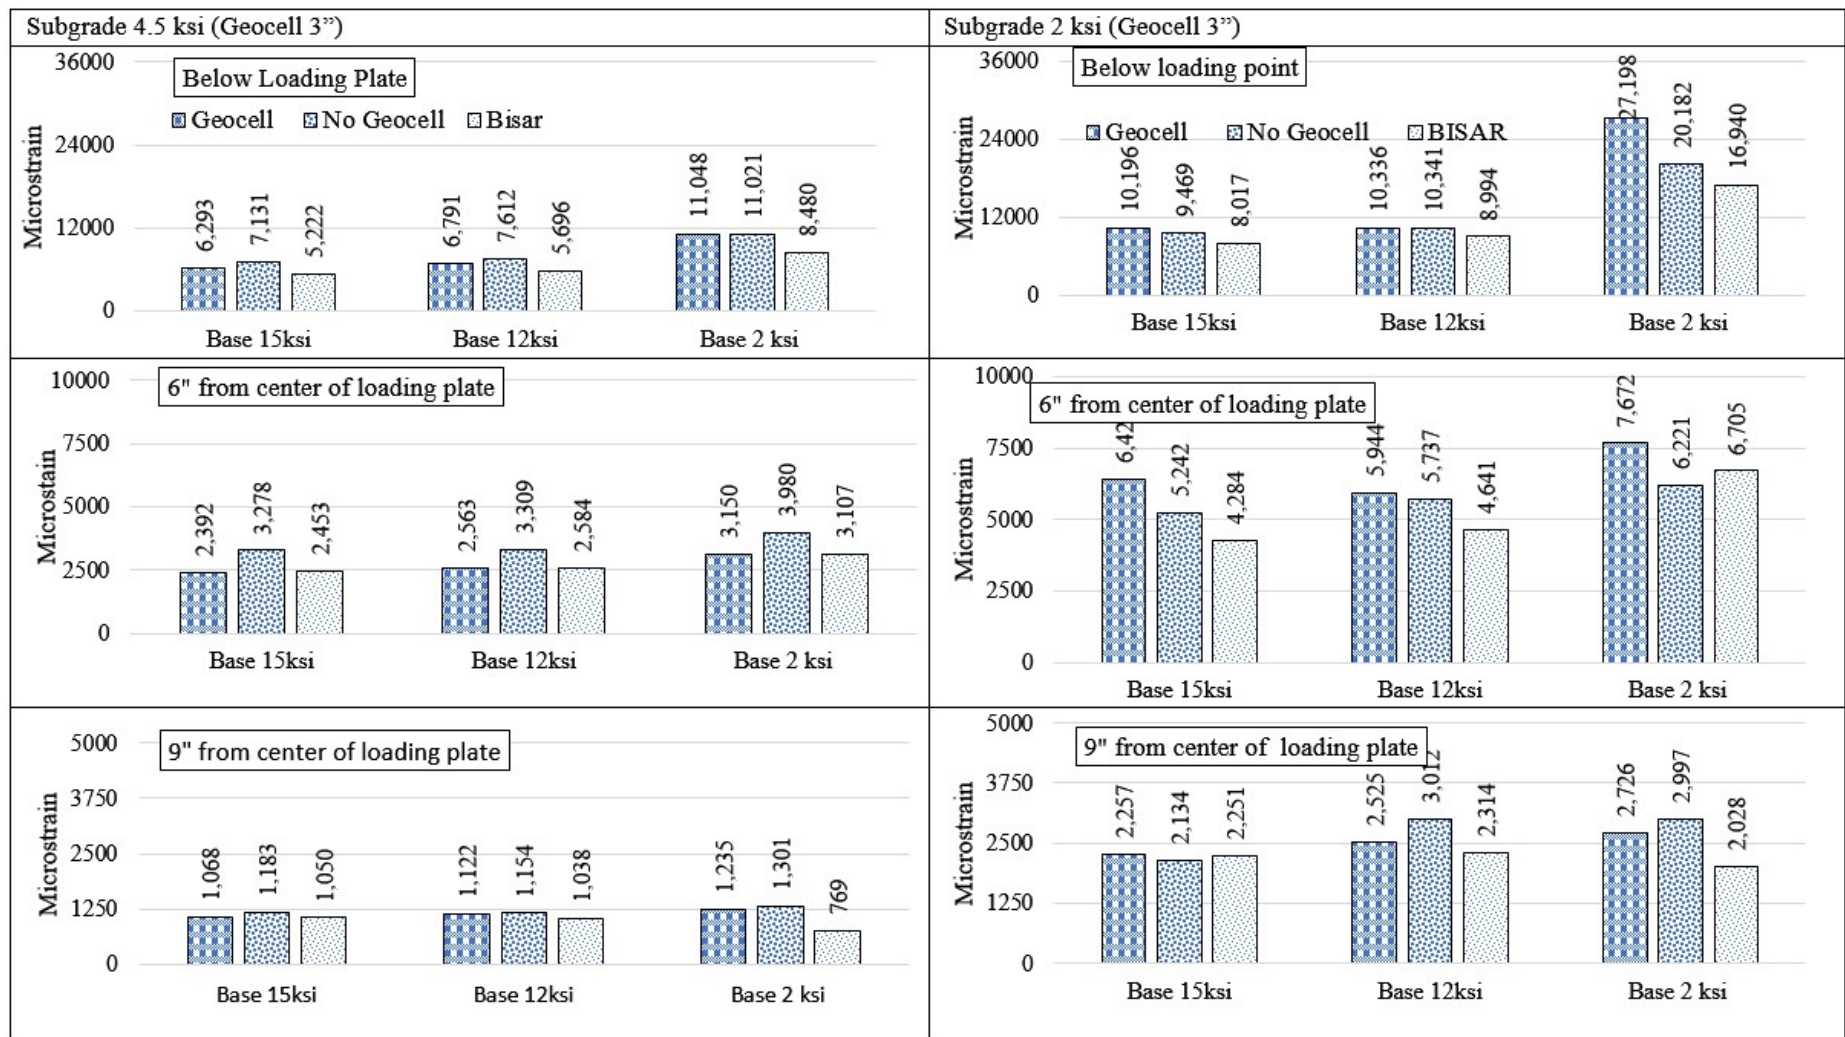 Subgrade 4.5 ksi (Geocell 3”)
Below Loading Plate
Geocell No Geocell Bisar
Microstrain
36000
24000
12000
0
6,293 7,131 5,222
6,791 7,612 5,696
11,048 11,021 8,480
Base 15ksi Base 12ksi Base 2 ksi
Subgrade 2 ksi (Geocell 3”)
Below loading point
Geocell No Geocell BISAR
Microstrain
36000
24000
12000
0
10,196 9,469 8,017
10,336 10,341 8,994
27,198 20,182 16,940
Base 15ksi Base 12ksi Base 2 ksi
6" from center of loading plate
Microstain
10000
7500
5000
2500
0
2,392 3,278 2,453
2,563 3,309 2,584
3,150 3,980 3,107
Base 15ksi Base 12ksi Base 2 ksi
6" from center of loading plate
Microstrain
10000
7500
5000
2500
0
5,242 4,284
5,944 5,737 4,641
7,672 6,221 6,705
Base 15ksi Base 12ksi Base 2 ksi
9" from center of loading plate
Microstrain
5000
3750
2500
1250
0
1,068 1,183 1,050
1,122 1,154 1,038
1,235 1,301 769
Base 15ksi Base 12ksi Base 2 ksi
9" from center of loading plate
Microstrain
5000
3750
2500
1250
0
2,257 2,134 2,251
2,525 3,012 2,314
2,726 2,997 2,028
Base 15ksi Base 12ksi Base 2 ksi